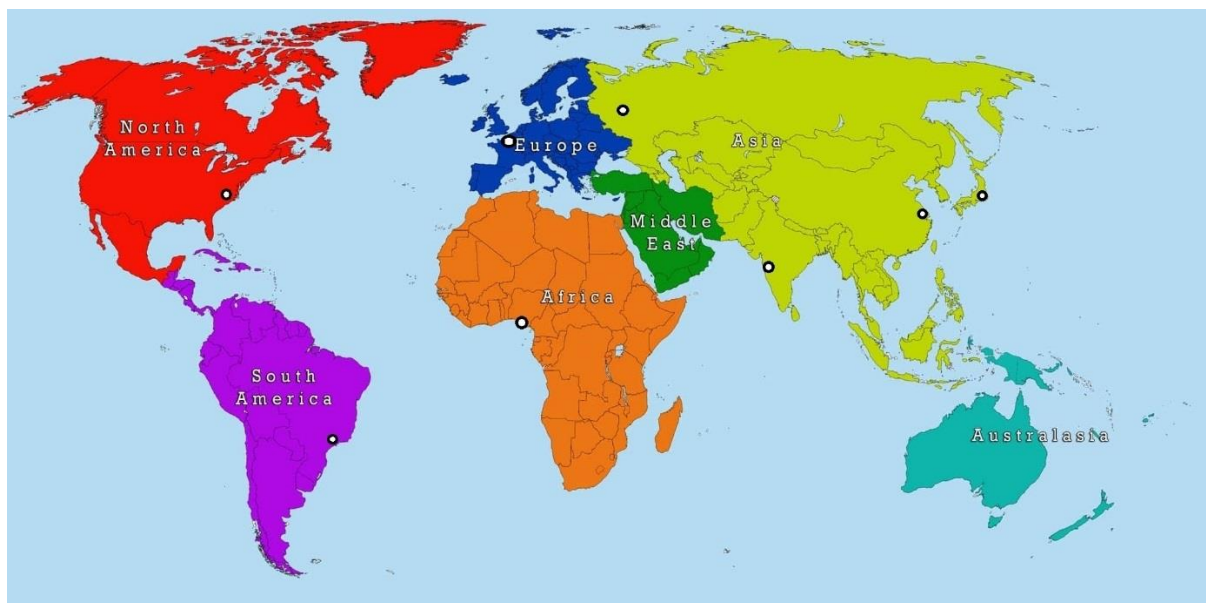 North
America
Europe
Asia
Middle
East
Africa
South
America
Australasia